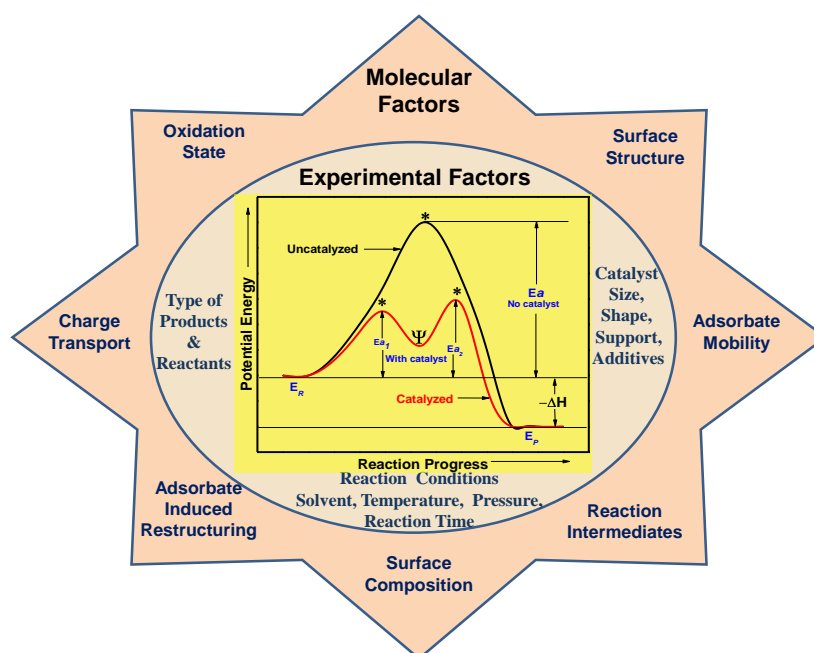 Molecular
Factors
Oxidation
State
Surface
Structure
Experimental Factors
Potential Energy
Uncatalyzed
*
*
*
Ψ
Ea
No catalyst
Ea1
With catalyst
Ea2
ER
Catalyzed
−ΔH
EP
Reaction Progress
Type of
Products
&
Reactants
Catalyst
Size,
Shape,
Support,
Additives
Charge
Transport
Adsorbate
Mobility
Reaction Conditions
Solvent, Temperature, Pressure,
Reaction Time
Adsorbate
Induced
Restructuring
Reaction
Intermediates
Surface
Composition